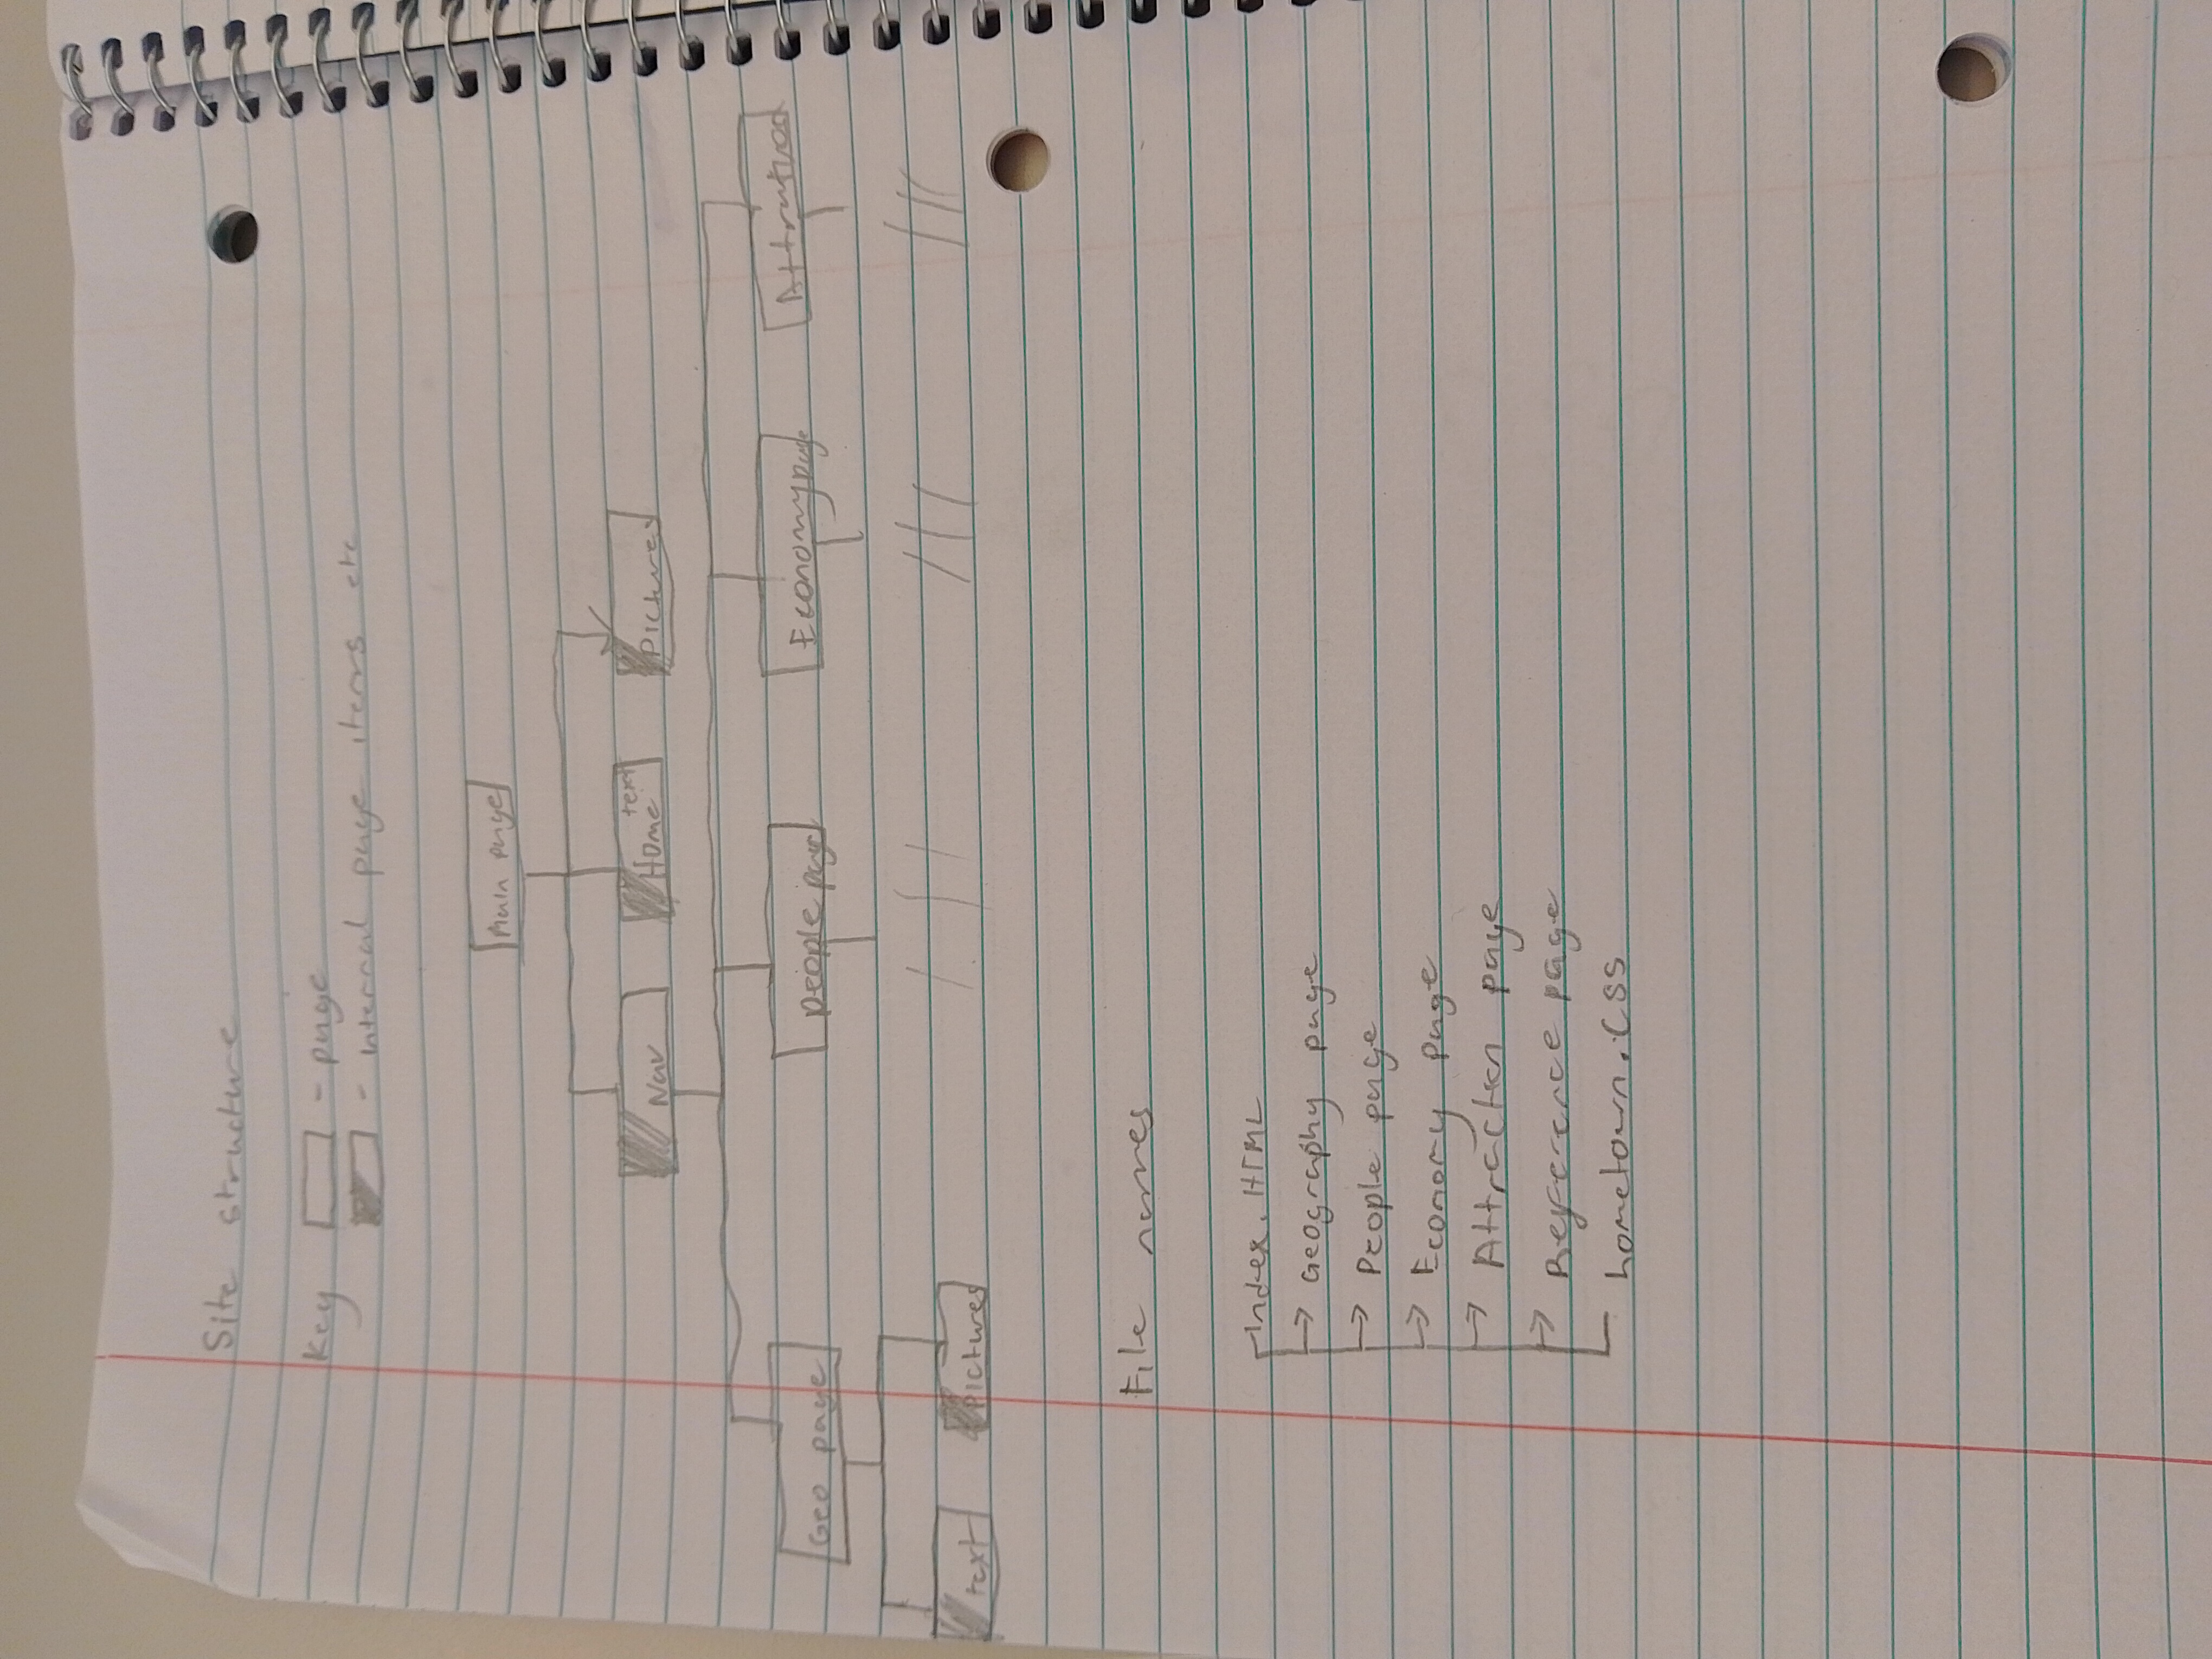 Site structure
Key - page
- internal page items etc
Main page
Nav
Home text
Pictures
Geo page
People page
Economy page
text
Pictures
File names
Index.HTML
Geography page
People page
Economy page
Attraction page
Reference page
hometown.CSS